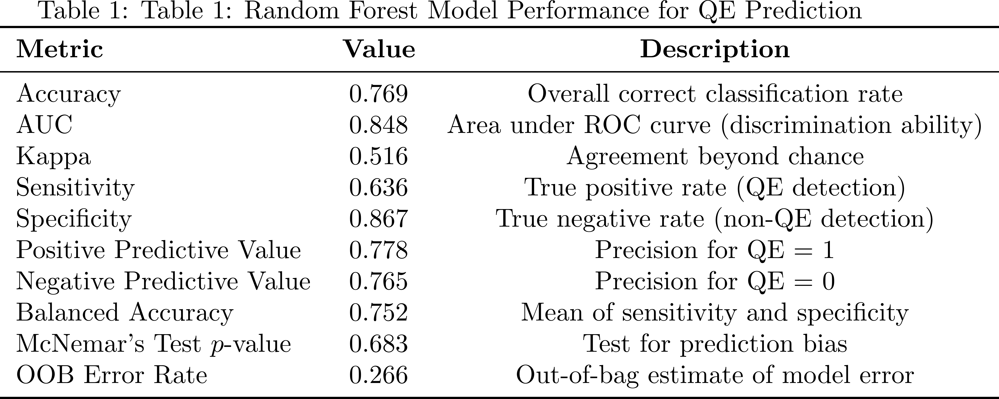 Table 1: Table 1: Random Forest Model Performance for QE Prediction
Metric Value Description
Accuracy 0.769 Overall correct classification rate
AUC 0.848 Area under ROC curve (discrimination ability)
Kappa 0.516 Agreement beyond chance
Sensitivity 0.636 True positive rate (QE detection)
Specificity 0.867 True negative rate (non-QE detection)
Positive Predictive Value 0.778 Precision for QE = 1
Negative Predictive Value 0.765 Precision for QE = 0
Balanced Accuracy 0.752 Mean of sensitivity and specificity
McNemar's Test p-value 0.683 Test for prediction bias
OOB Error Rate 0.266 Out-of-bag estimate of model error